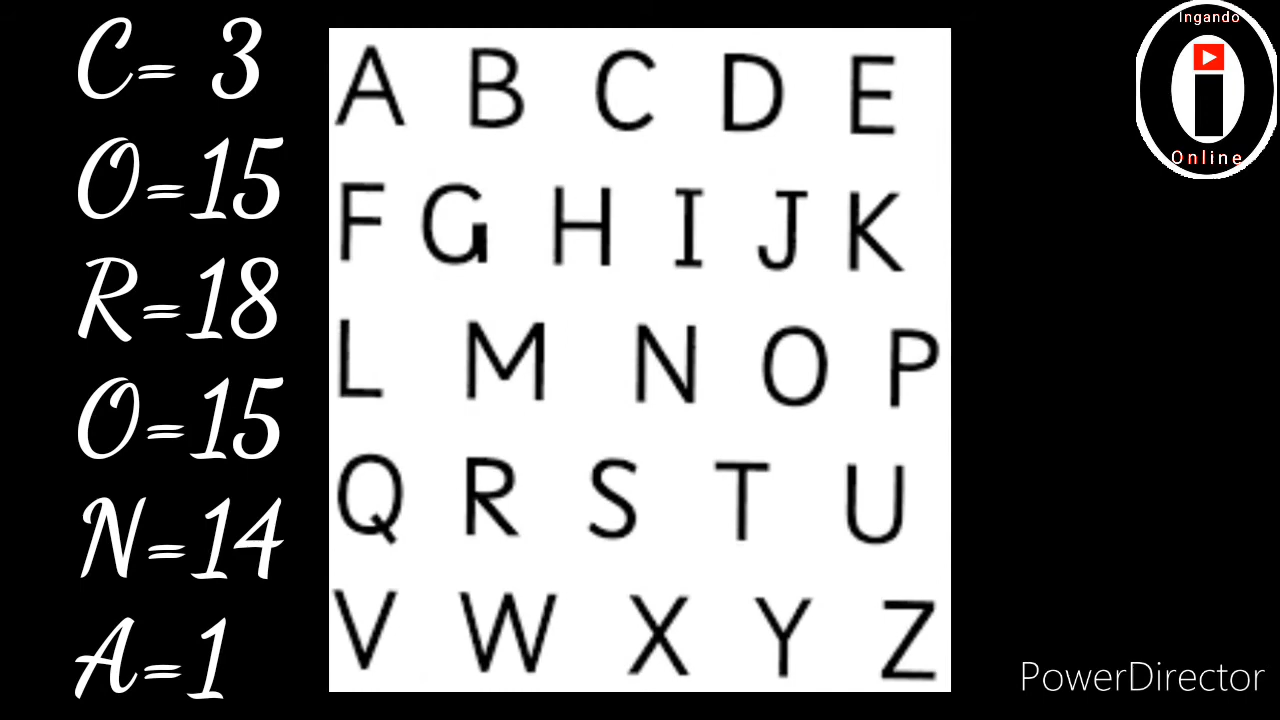 C= 3
O=15
R=18
O=15
N=14
A=1
A B C D E
F G H I J K
L M N O P
Q R S T U
V W X Y Z
Ingando
i
Online
PowerDirector